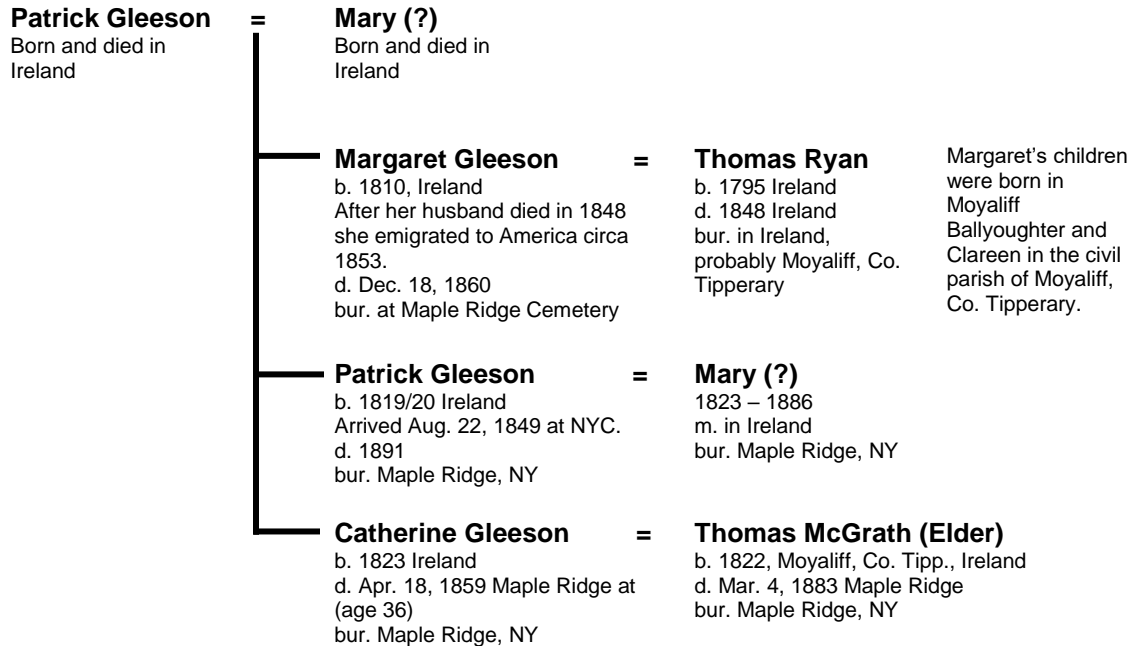 Patrick Gleeson = Mary (?)
Born and died in
Ireland
Born and died in
Ireland
Margaret Gleeson = Thomas Ryan
b. 1810, Ireland
After her husband died in 1848
she emigrated to America circa
1853.
d. Dec. 18, 1860
bur. at Maple Ridge Cemetery
b. 1795 Ireland
d. 1848 Ireland
bur. in Ireland,
probably Moyaliff, Co.
Tipperary
Margaret’s children
were born in
Moyaliff
Ballyoughter and
Clareen in the civil
parish of Moyaliff,
Co. Tipperary.
Patrick Gleeson = Mary (?)
b. 1819/20 Ireland
Arrived Aug. 22, 1849 at NYC.
d. 1891
bur. Maple Ridge, NY
1823 – 1886
m. in Ireland
bur. Maple Ridge, NY
Catherine Gleeson = Thomas McGrath (Elder)
b. 1823 Ireland
d. Apr. 18, 1859 Maple Ridge at
(age 36)
bur. Maple Ridge, NY
b. 1822, Moyaliff, Co. Tipp., Ireland
d. Mar. 4, 1883 Maple Ridge
bur. Maple Ridge, NY